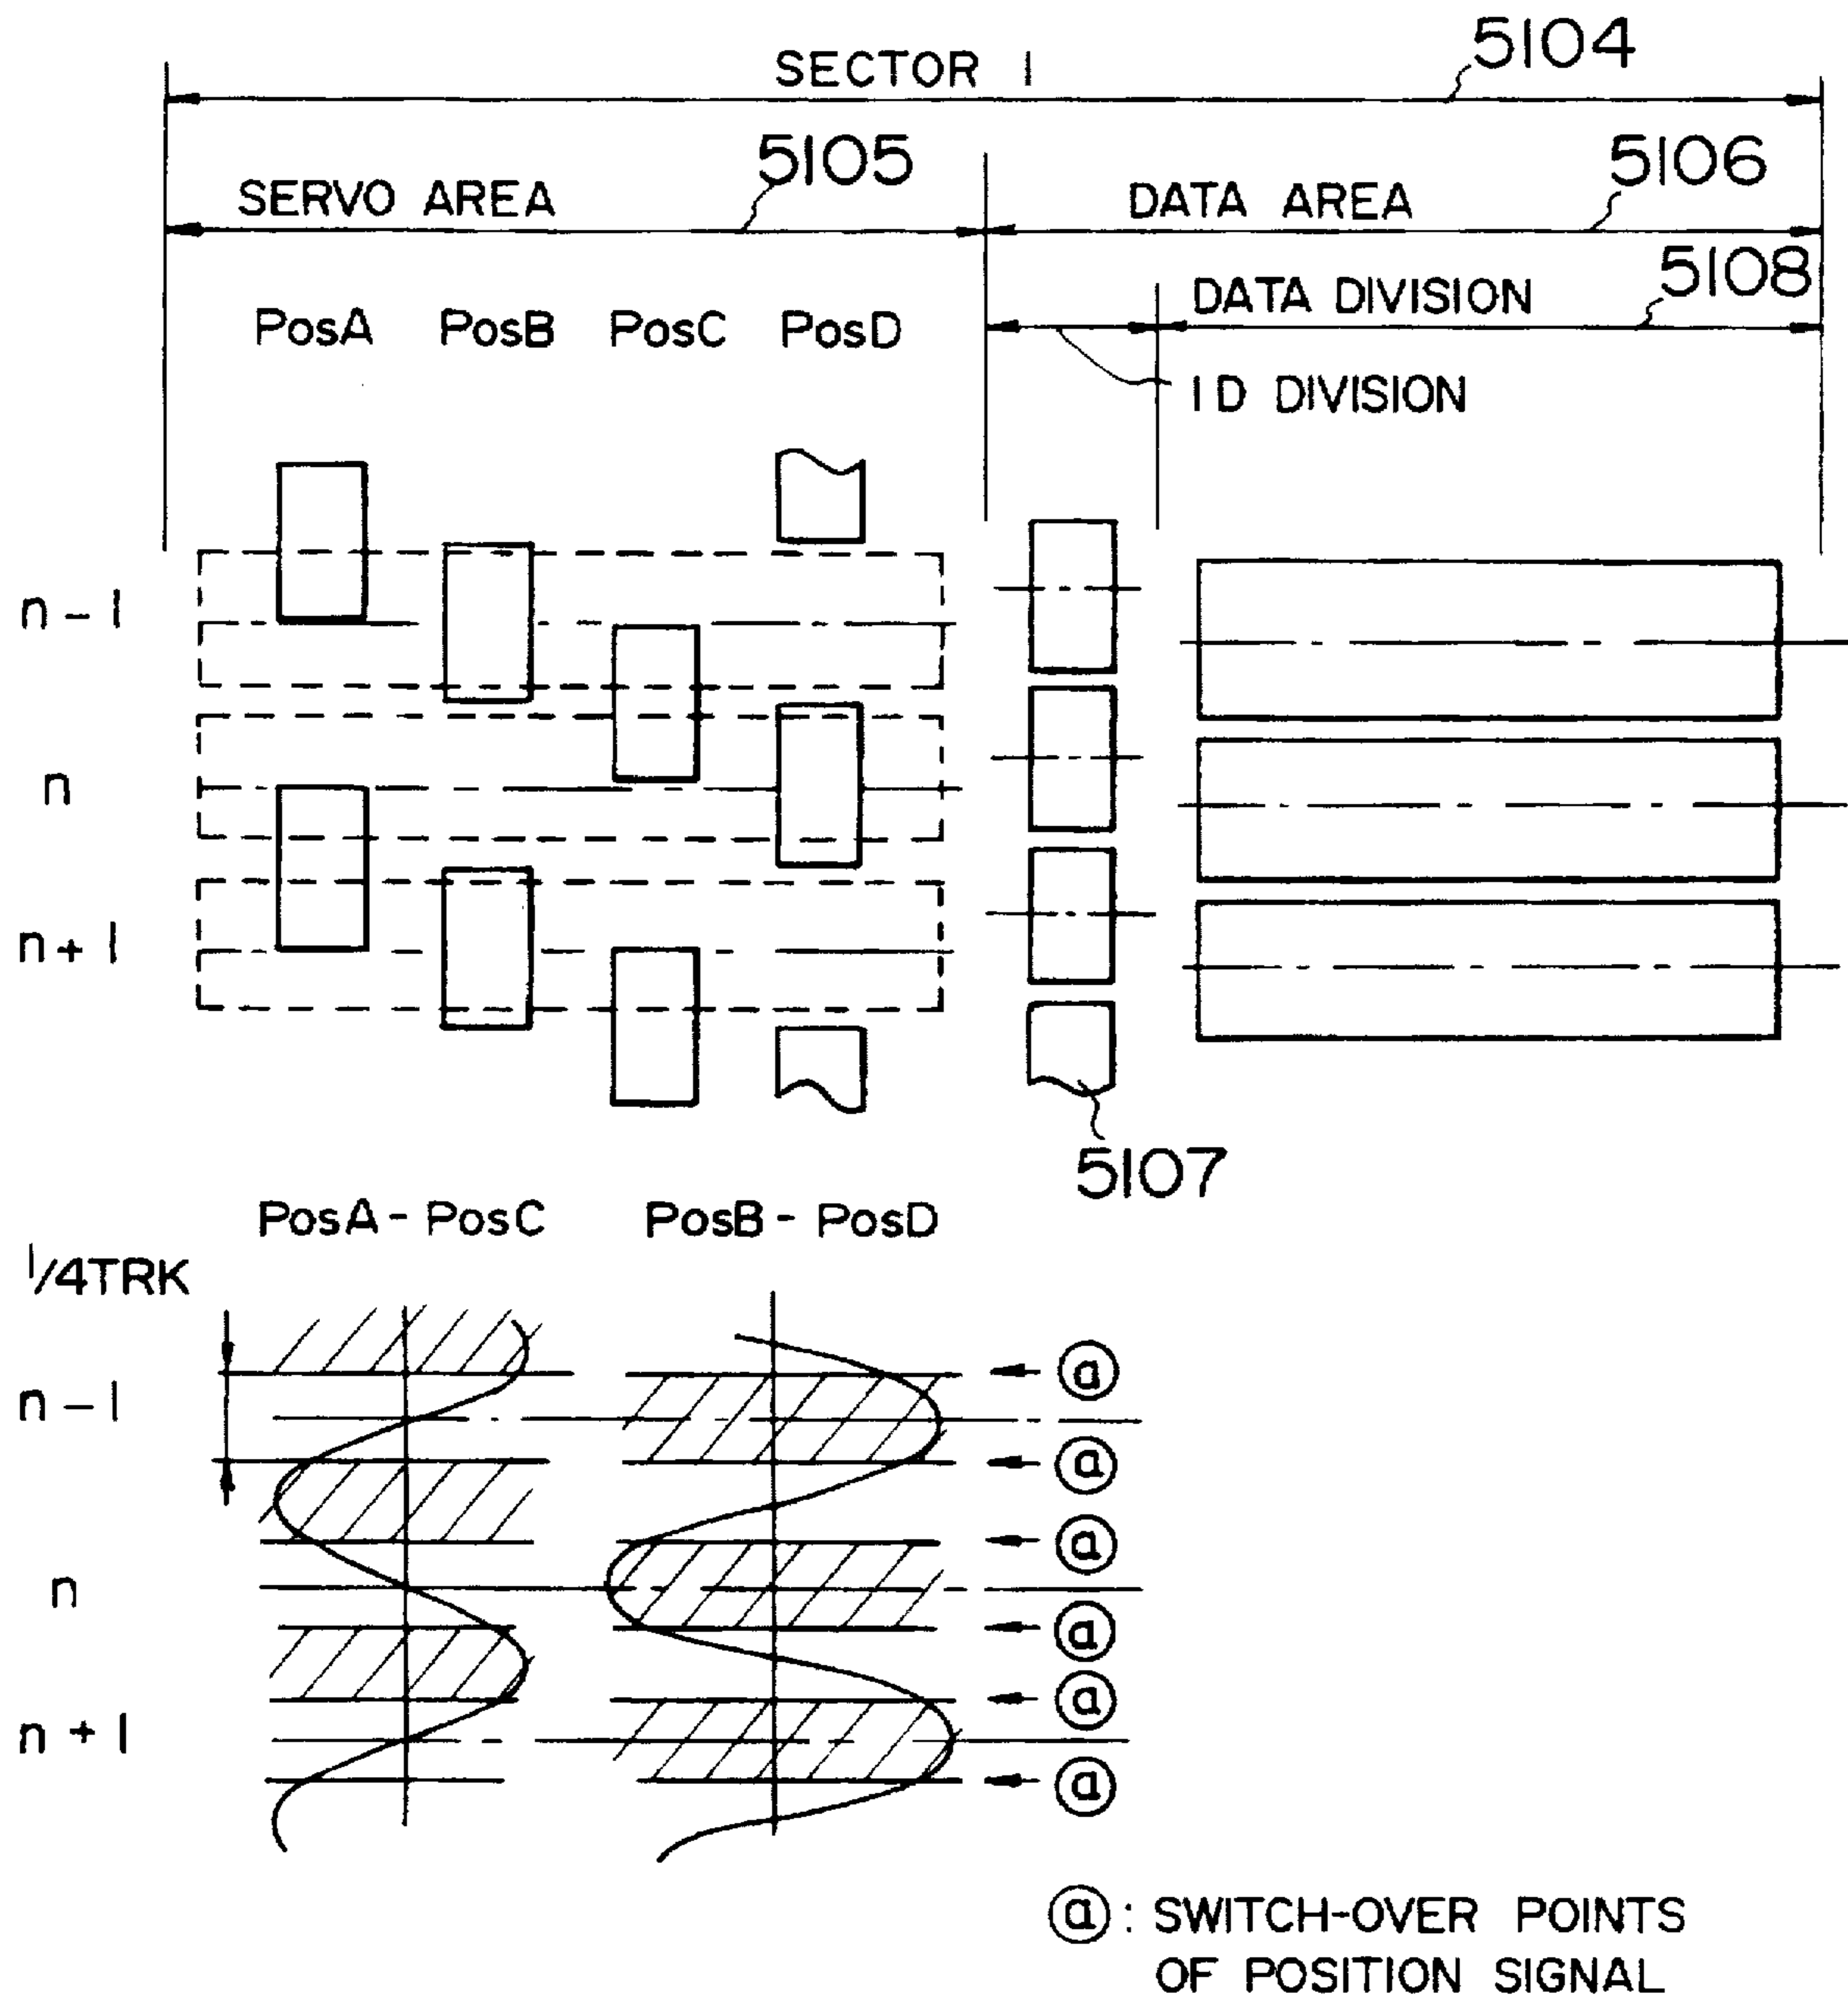 SECTOR 1
5104
SERVO AREA
5105
DATA AREA
5106
PosA PosB PosC PosD
DATA DIVISION
5108
ID DIVISION
n-1
n
n+1
5107
PosA-PosC
PosB-PosD
1/4TRK
n-1
n
n+1
ⓐ
ⓐ
ⓐ
ⓐ
ⓐ
ⓐ
ⓐ: SWITCH-OVER POINTS
OF POSITION SIGNAL